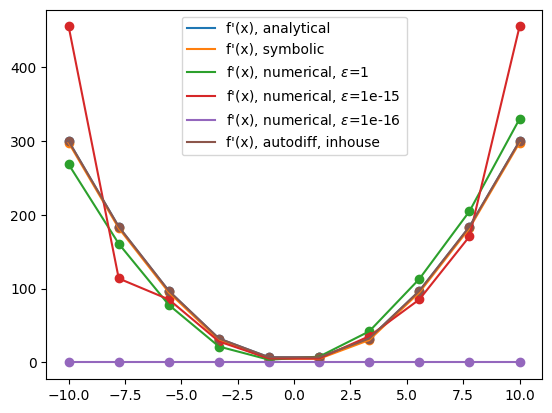 f'(x), analytical
f'(x), symbolic
f'(x), numerical, ε=1
f'(x), numerical, ε=1e-15
f'(x), numerical, ε=1e-16
f'(x), autodiff, inhouse
400
300
200
100
0
−10.0 −7.5 −5.0 −2.5 0.0 2.5 5.0 7.5 10.0